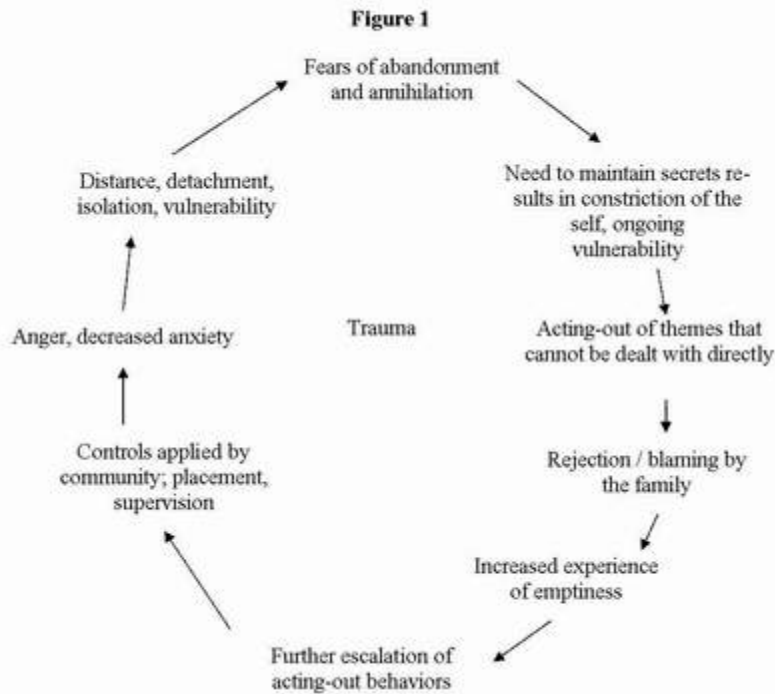 Figure 1
Fears of abandonment
and annihilation
Need to maintain secrets re-
sults in constriction of the
self, ongoing
vulnerability
Acting-out of themes that
cannot be dealt with directly
Rejection / blaming by
the family
Increased experience
of emptiness
Further escalation of
acting-out behaviors
Controls applied by
community; placement,
supervision
Anger, decreased anxiety
Distance, detachment,
isolation, vulnerability
Trauma